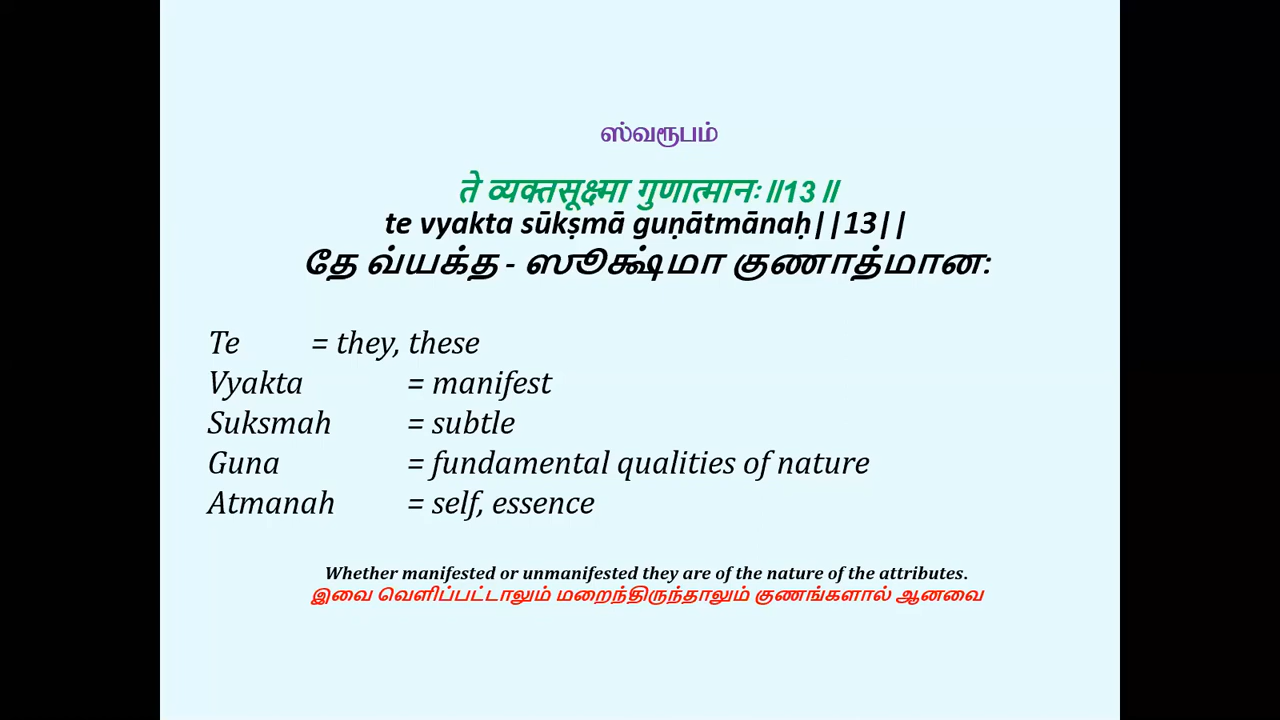 ஸ்வரூபம்
ते व्यक्तसूक्ष्मा गुणात्मानः॥13॥
te vyakta sūkṣmā guṇātmānaḥ||13||
தே வ்யக்த - ஸூக்ஷ்மா குணாத்மான:
Te = they, these
Vyakta = manifest
Suksmah = subtle
Guna = fundamental qualities of nature
Atmanah = self, essence
Whether manifested or unmanifested they are of the nature of the attributes.
இவை வெளிப்பட்டாலும் மறைந்திருந்தாலும் குணங்களால் ஆனவை